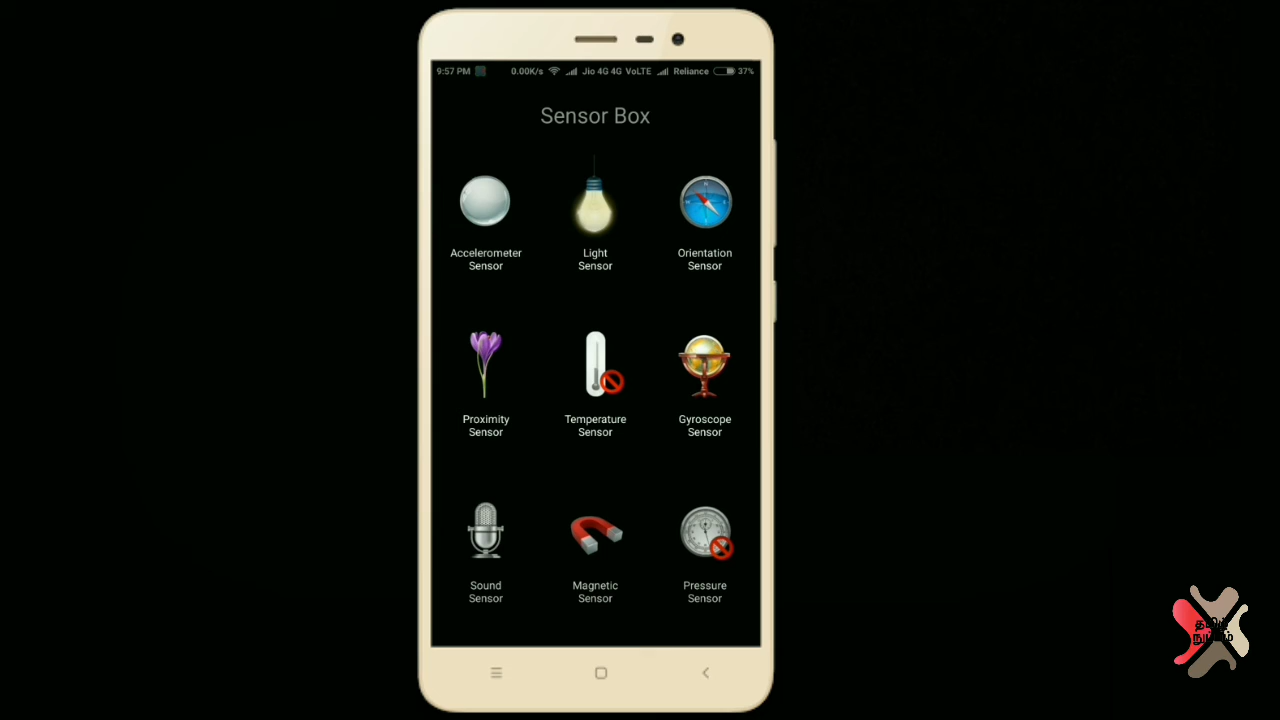 9:57 PM 0.00K/s Jio 4G 4G VoLTE Reliance 37%
Sensor Box
Accelerometer Sensor
Light Sensor
Orientation Sensor
Proximity Sensor
Temperature Sensor
Gyroscope Sensor
Sound Sensor
Magnetic Sensor
Pressure Sensor
தமிழ்